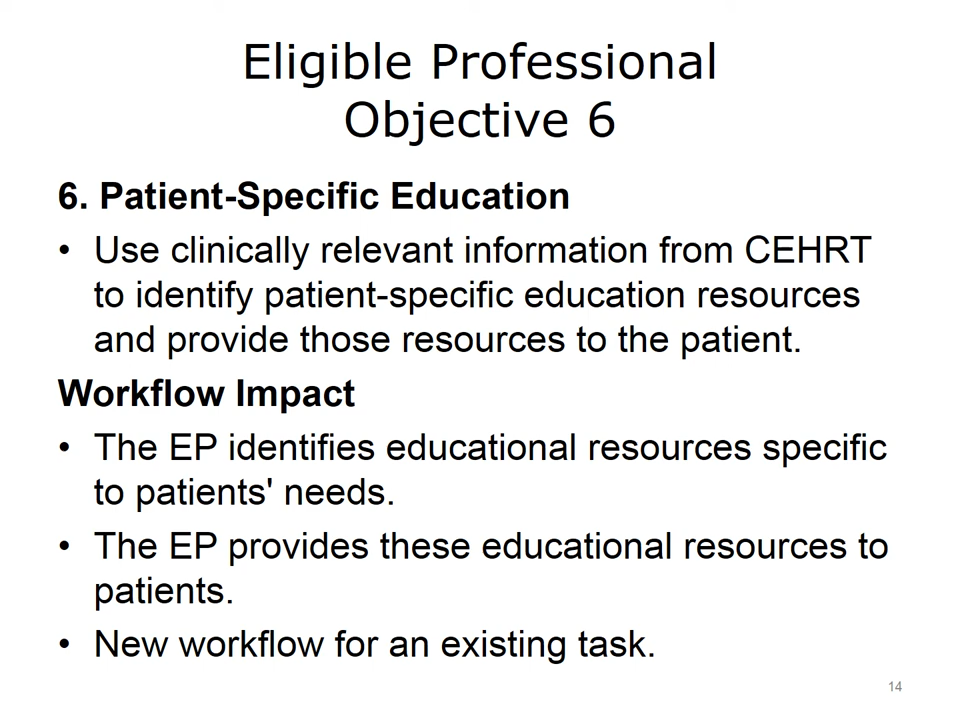 Eligible Professional
Objective 6
6. Patient-Specific Education
• Use clinically relevant information from CEHRT
to identify patient-specific education resources
and provide those resources to the patient.
Workflow Impact
• The EP identifies educational resources specific
to patients' needs.
• The EP provides these educational resources to
patients.
• New workflow for an existing task.
14